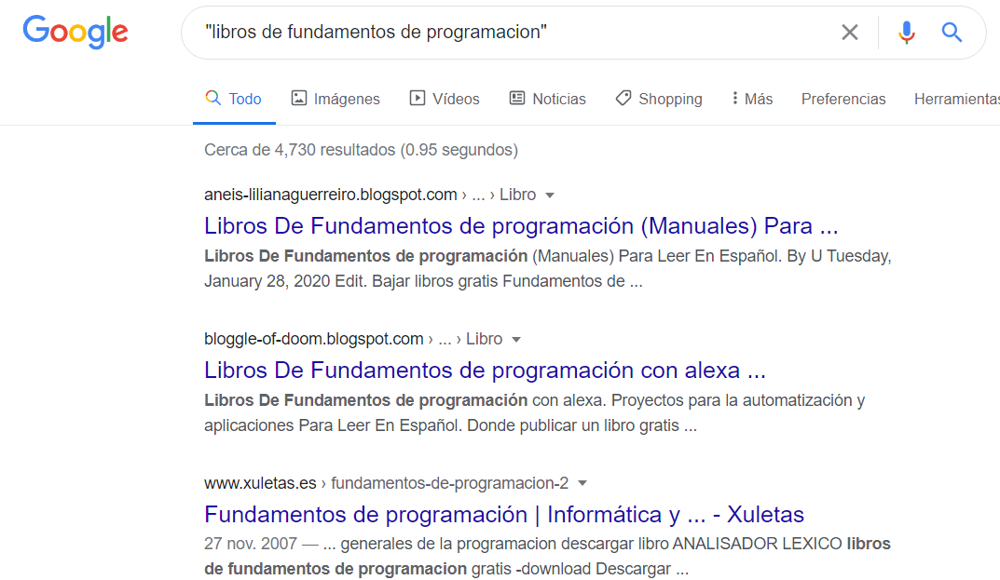 Google "libros de fundamentos de programacion"
Todo Imágenes Vídeos Noticias Shopping Más Preferencias Herramientas
Cerca de 4,730 resultados (0.95 segundos)
aneis-lilianaguerreiro.blogspot.com › ... › Libro
Libros De Fundamentos de programación (Manuales) Para ...
Libros De Fundamentos de programación (Manuales) Para Leer En Español. By U Tuesday,
January 28, 2020 Edit. Bajar libros gratis Fundamentos de ...
bloggle-of-doom.blogspot.com › ... › Libro
Libros De Fundamentos de programación con alexa ...
Libros De Fundamentos de programación con alexa. Proyectos para la automatización y
aplicaciones Para Leer En Español. Donde publicar un libro gratis ...
www.xuletas.es › fundamentos-de-programacion-2
Fundamentos de programación | Informática y ... - Xuletas
27 nov. 2007 — ... generales de la programacion descargar libro ANALISADOR LEXICO libros
de fundamentos de programacion gratis -download Descargar ...